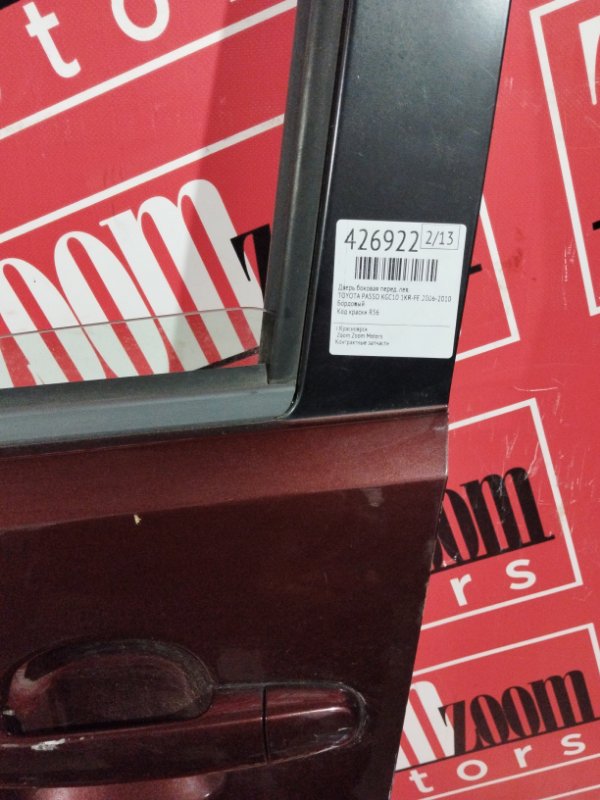 tors
zoom
426922 2/13
Дверь боковая перед. лев.
TOYOTA PASSO KGC10 1KR-FE 2006-2010
Бордовый
Код краски R56
г.Красноярск
Zoom Zoom Motors
Контрактные запчасти
zoom
tors
zoom
tors